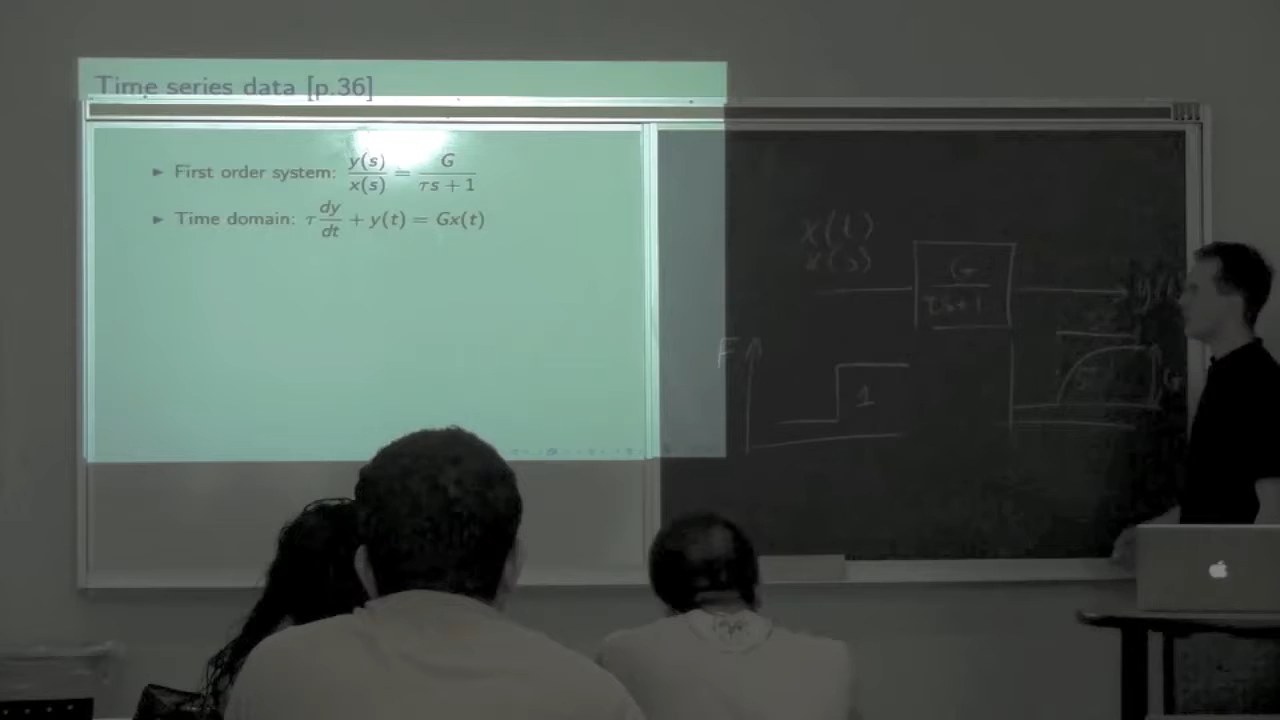 Time series data [p.36]
► First order system: y(s)/x(s) = G/(τs + 1)
► Time domain: τ dy/dt + y(t) = Gx(t)
x(t)
x(s)
G
τs+1
F
1